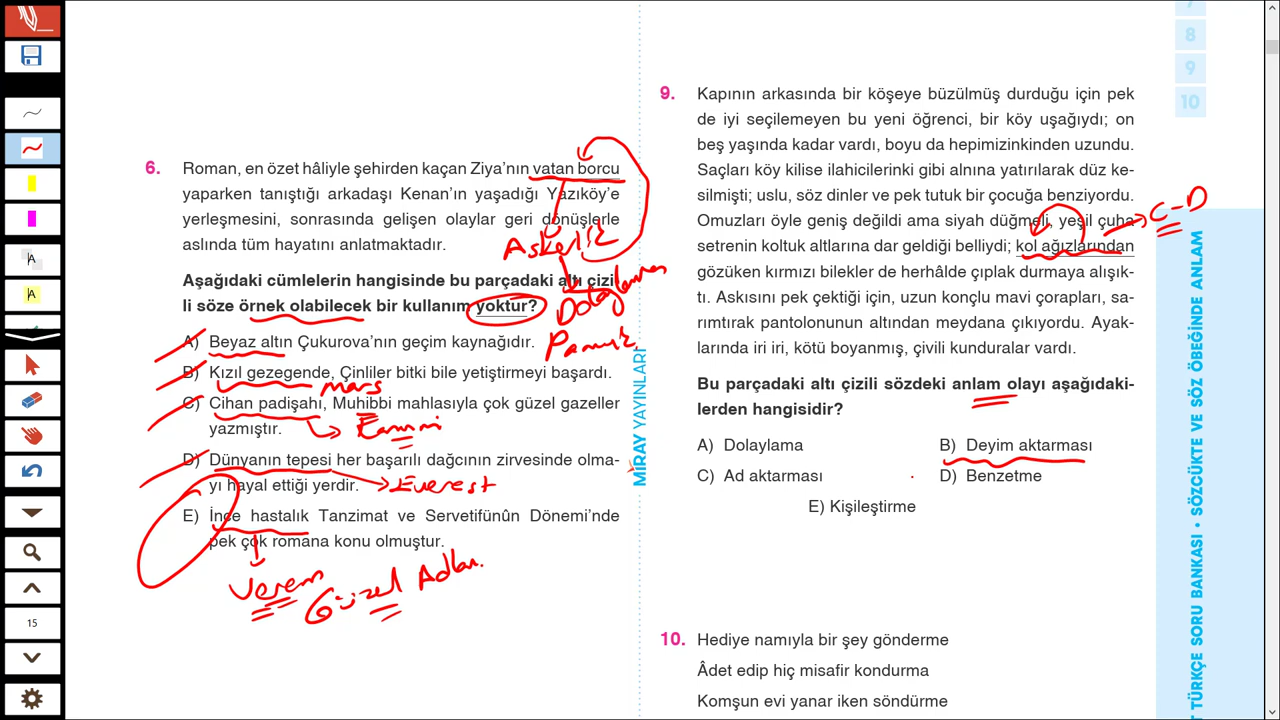 6. Roman, en özet hâliyle şehirden kaçan Ziya'nın vatan borcu
yaparken tanıştığı arkadaşı Kenan'ın yaşadığı Yazıköy'e
yerleşmesini, sonrasında gelişen olaylar geri dönüşlerle
aslında tüm hayatını anlatmaktadır.
Askerlik
Aşağıdaki cümlelerin hangisinde bu parçadaki altı çizi-
li söze örnek olabilecek bir kullanım yoktur?
Dolaylama
A) Beyaz altın Çukurova'nın geçim kaynağıdır.
Pamuk
B) Kızıl gezegende, Çinliler bitki bile yetiştirmeyi başardı.
mars
C) Cihan padişahı, Muhibbi mahlasıyla çok güzel gazeller
yazmıştır.
D) Dünyanın tepesi her başarılı dağcının zirvesinde olma-
yı hayal ettiği yerdir.
Everest
E) İnce hastalık Tanzimat ve Servetifünûn Dönemi'nde
pek çok romana konu olmuştur.
Verem
Güzel Adlan.
MİRAY YAYINLARI
9. Kapının arkasında bir köşeye büzülmüş durduğu için pek
de iyi seçilemeyen bu yeni öğrenci, bir köy uşağıydı; on
beş yaşında kadar vardı, boyu da hepimizinkinden uzundu.
Saçları köy kilise ilahicilerinki gibi alnına yatırılarak düz ke-
silmişti; uslu, söz dinler ve pek tutuk bir çocuğa benziyordu.
Omuzları öyle geniş değildi ama siyah düğmeli, yeşil çuha
setrenin koltuk altlarına dar geldiği belliydi; kol ağızlarından
C-D
gözüken kırmızı bilekler de herhâlde çıplak durmaya alışık-
tı. Askısını pek çektiği için, uzun konçlu mavi çorapları, sa-
rımtırak pantolonunun altından meydana çıkıyordu. Ayak-
larında iri iri, kötü boyanmış, çivili kunduralar vardı.
Bu parçadaki altı çizili sözdeki anlam olayı aşağıdaki-
lerden hangisidir?
A) Dolaylama B) Deyim aktarması
C) Ad aktarması D) Benzetme
E) Kişileştirme
10. Hediye namıyla bir şey gönderme
Âdet edip hiç misafir kondurma
Komşun evi yanar iken söndürme
7
8
9
10
T TÜRKÇE SORU BANKASI • SÖZCÜKTE VE SÖZ ÖBEĞİNDE ANLAM
A
A
15